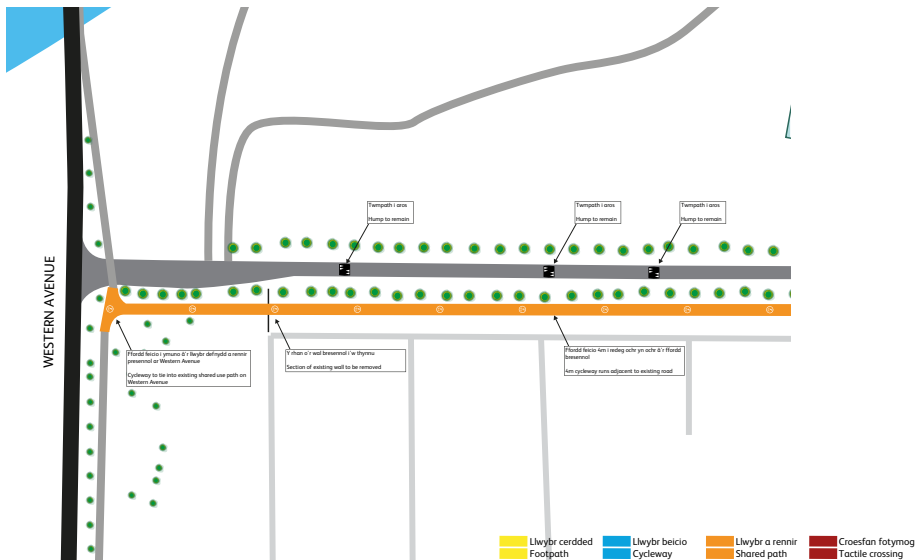 Twmpath i aros
Hump to remain
Twmpath i aros
Hump to remain
Twmpath i aros
Hump to remain
WESTERN AVENUE
Ffordd feicio i ymuno â'r llwybr defnydd a rennir
presennol ar Western Avenue
Cycleway to tie into existing shared use path on
Western Avenue
Y rhan o'r wal bresennol i'w thynnu
Section of existing wall to be removed
Ffordd feicio 4m i redeg ochr yn ochr â'r ffordd
bresennol
4m cycleway runs adjacent to existing road
Llwybr cerdded
Footpath
Llwybr beicio
Cycleway
Llwybr a rennir
Shared path
Croesfan fotymog
Tactile crossing